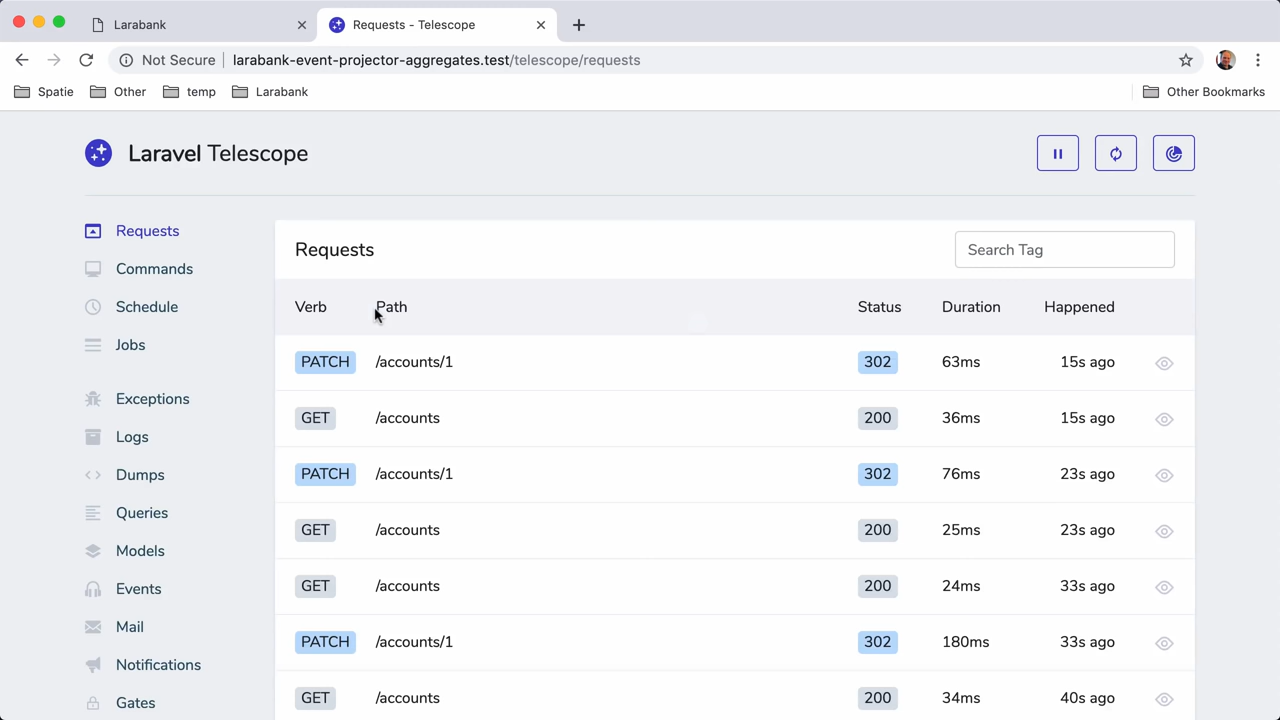 Larabank
Requests - Telescope
Not Secure larabank-event-projector-aggregates.test/telescope/requests
Spatie Other temp Larabank Other Bookmarks
Laravel Telescope
Requests
Commands
Schedule
Jobs
Exceptions
Logs
Dumps
Queries
Models
Events
Mail
Notifications
Gates
Requests Search Tag
Verb Path Status Duration Happened
PATCH /accounts/1 302 63ms 15s ago
GET /accounts 200 36ms 15s ago
PATCH /accounts/1 302 76ms 23s ago
GET /accounts 200 25ms 23s ago
GET /accounts 200 24ms 33s ago
PATCH /accounts/1 302 180ms 33s ago
GET /accounts 200 34ms 40s ago